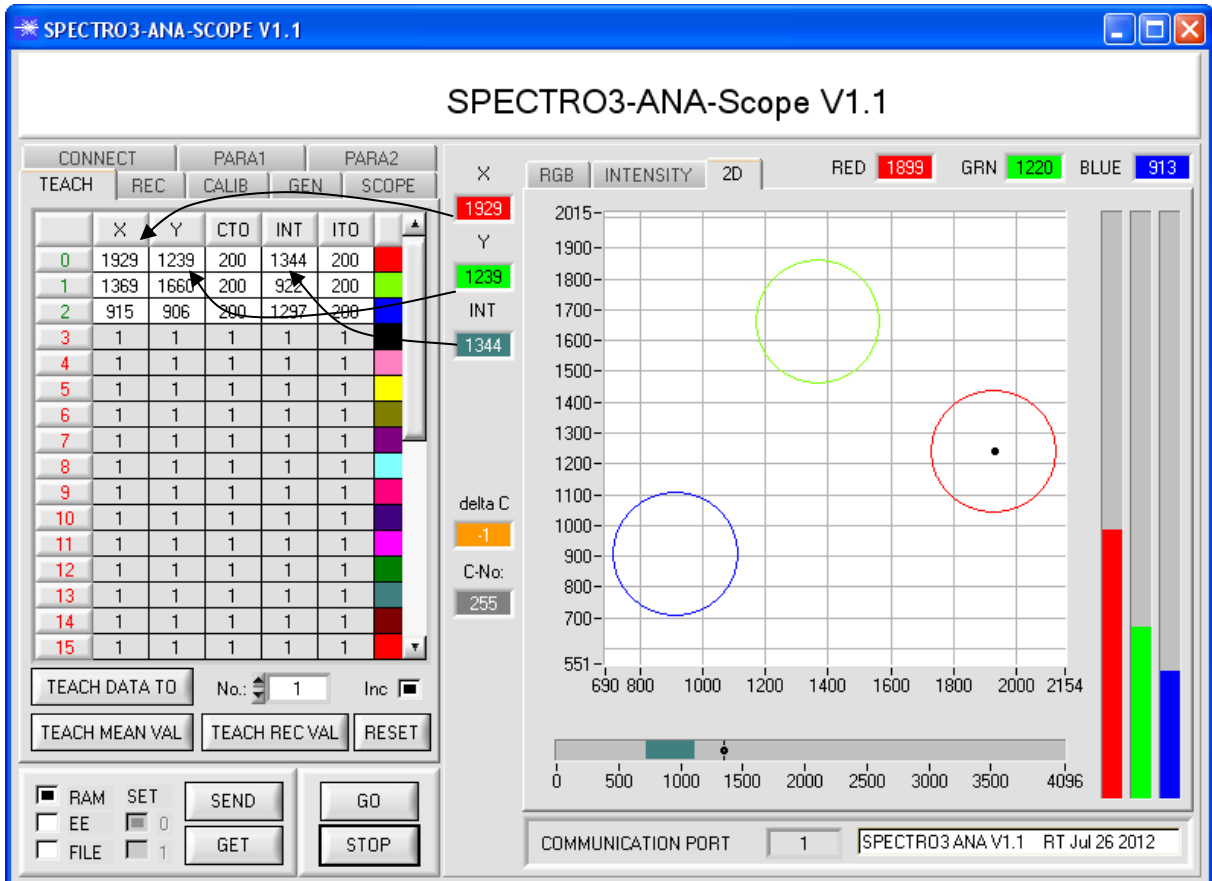 SPECTRO3-ANA-SCOPE V1.1
SPECTRO3-ANA-Scope V1.1
CONNECT PARA1 PARA2
TEACH REC CALIB GEN SCOPE
X Y CTO INT ITO
0 1929 1239 200 1344 200
1 1369 1660 200 922 200
2 915 906 200 1297 200
3 1 1 1 1 1
4 1 1 1 1 1
5 1 1 1 1 1
6 1 1 1 1 1
7 1 1 1 1 1
8 1 1 1 1 1
9 1 1 1 1 1
10 1 1 1 1 1
11 1 1 1 1 1
12 1 1 1 1 1
13 1 1 1 1 1
14 1 1 1 1 1
15 1 1 1 1 1
TEACH DATA TO No.: 1 Inc
TEACH MEAN VAL TEACH REC VAL RESET
RAM SET SEND GO
EE 0
FILE 1 GET STOP
X
1929
Y
1239
INT
1344
delta C
-1
C-No:
255
RGB INTENSITY 2D RED 1899 GRN 1220 BLUE 913
2015
1900
1800
1700
1600
1500
1400
1300
1200
1100
1000
900
800
700
551
690 800 1000 1200 1400 1600 1800 2000 2154
0 500 1000 1500 2000 2500 3000 3500 4096
COMMUNICATION PORT 1 SPECTRO3 ANA V1.1 RT Jul 26 2012